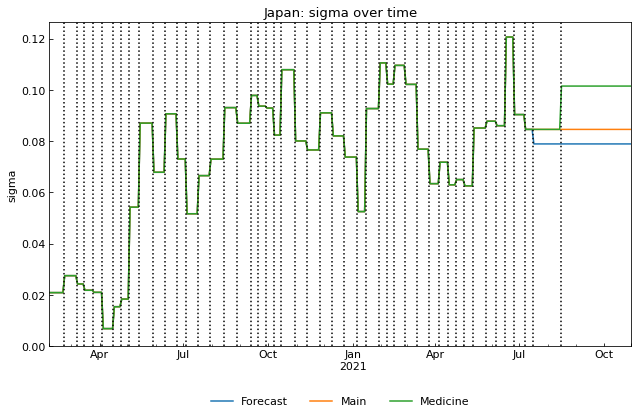 Japan: sigma over time
0.12
0.10
0.08
0.06
0.04
0.02
0.00
sigma
Apr Jul Oct Jan Apr Jul Oct
2021
Forecast Main Medicine